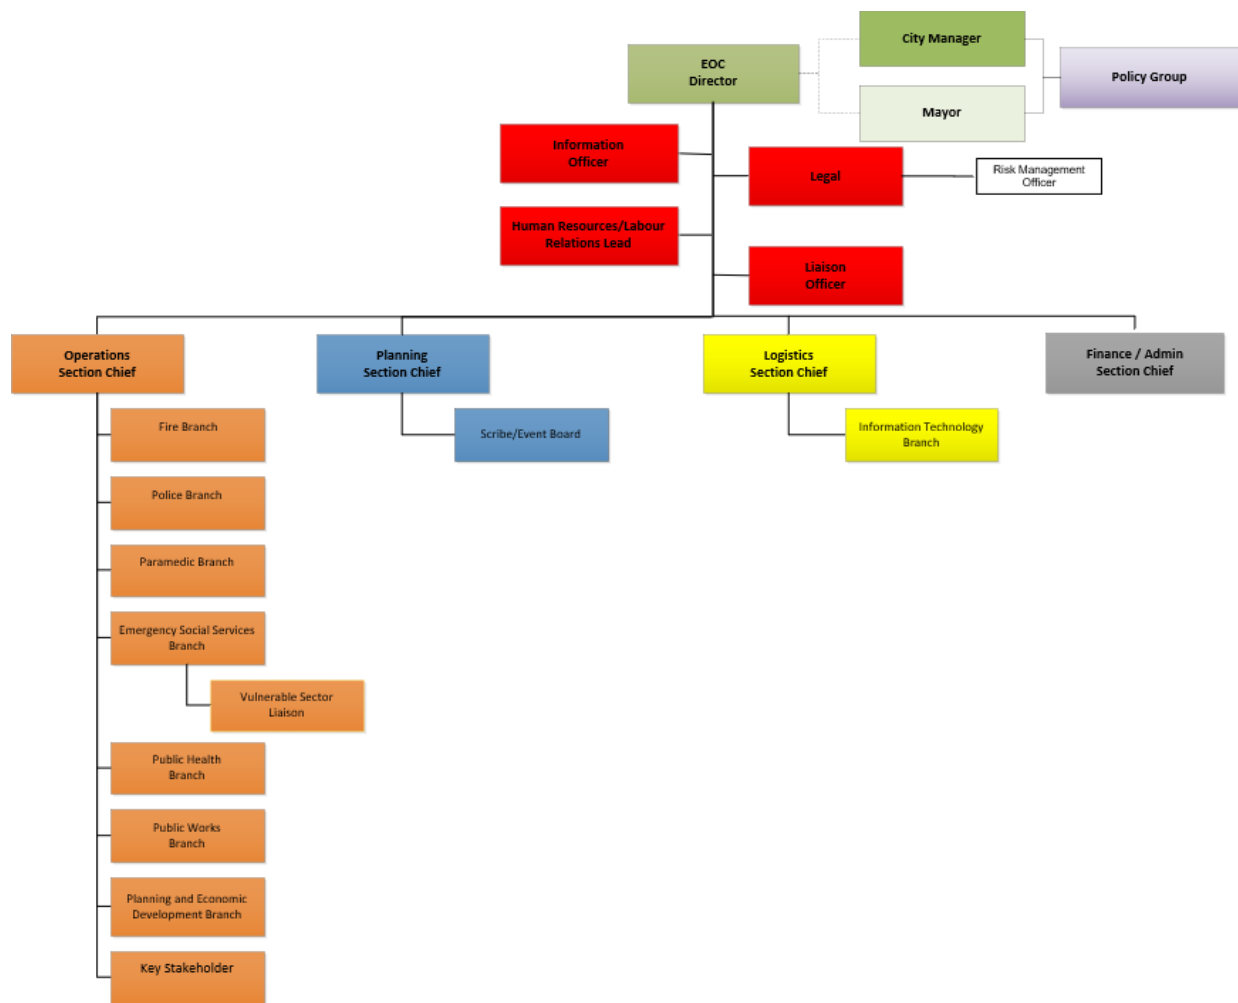 City Manager
EOC
Director
Policy Group
Mayor
Information
Officer
Legal
Risk Management
Officer
Human Resources/Labour
Relations Lead
Liaison
Officer
Operations
Section Chief
Planning
Section Chief
Logistics
Section Chief
Finance / Admin
Section Chief
Fire Branch
Scribe/Event Board
Information Technology
Branch
Police Branch
Paramedic Branch
Emergency Social Services
Branch
Vulnerable Sector
Liaison
Public Health
Branch
Public Works
Branch
Planning and Economic
Development Branch
Key Stakeholder